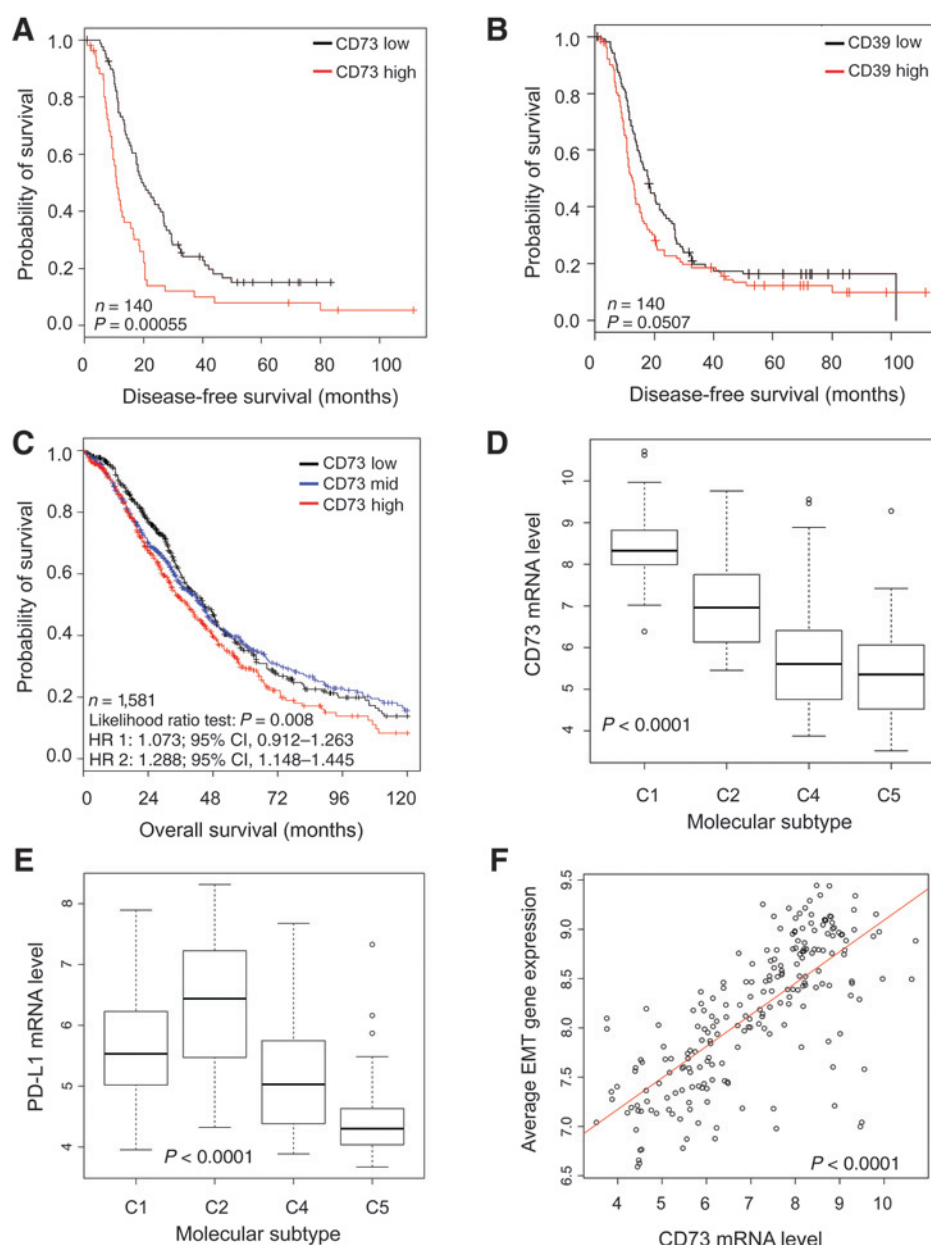 A
CD73 low
CD73 high
Probability of survival
1.0
0.8
0.6
0.4
0.2
0.0
n = 140
P = 0.00055
0 20 40 60 80 100
Disease-free survival (months)
B
CD39 low
CD39 high
Probability of survival
1.0
0.8
0.6
0.4
0.2
0.0
n = 140
P = 0.0507
0 20 40 60 80 100
Disease-free survival (months)
C
CD73 low
CD73 mid
CD73 high
Probability of survival
1.0
0.8
0.6
0.4
0.2
0.0
n = 1,581
Likelihood ratio test: P = 0.008
HR 1: 1.073; 95% CI, 0.912–1.263
HR 2: 1.288; 95% CI, 1.148–1.445
0 24 48 72 96 120
Overall survival (months)
D
CD73 mRNA level
10
9
8
7
6
5
4
P < 0.0001
C1 C2 C4 C5
Molecular subtype
E
PD-L1 mRNA level
8
7
6
5
4
P < 0.0001
C1 C2 C4 C5
Molecular subtype
F
Average EMT gene expression
9.5
9.0
8.5
8.0
7.5
7.0
6.5
P < 0.0001
4 5 6 7 8 9 10
CD73 mRNA level